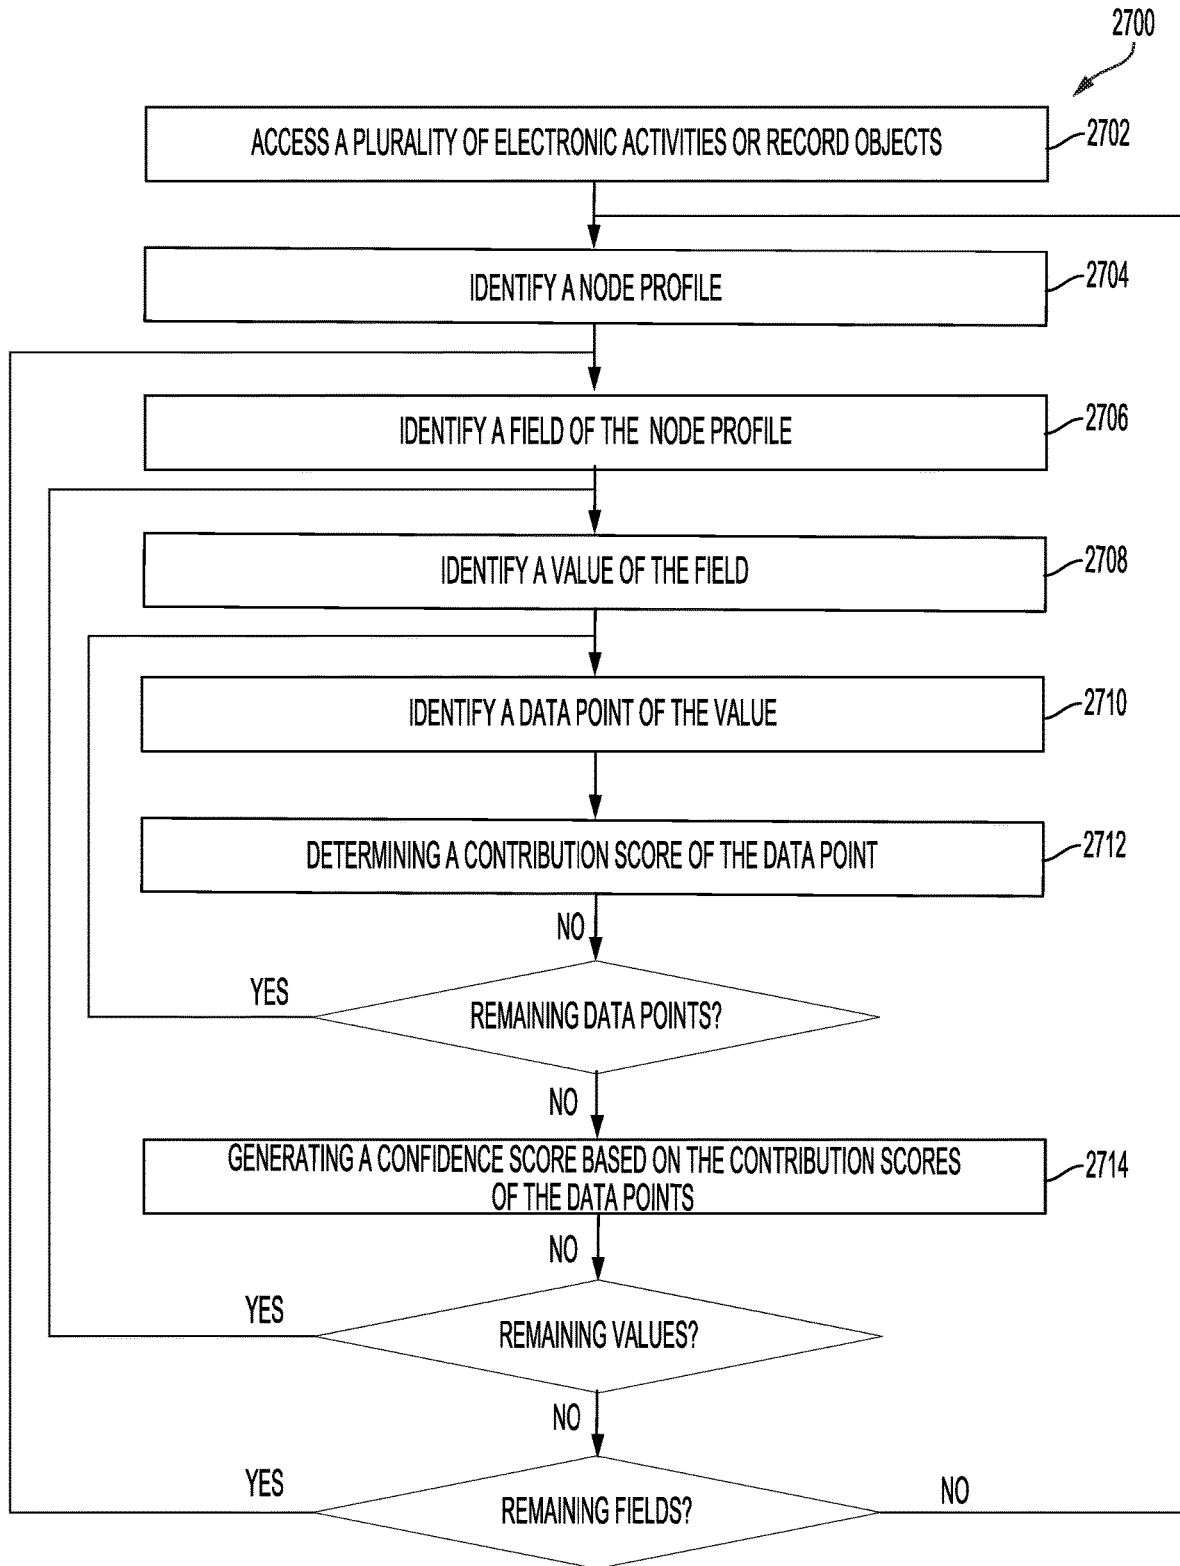 2700
ACCESS A PLURALITY OF ELECTRONIC ACTIVITIES OR RECORD OBJECTS
2702
IDENTIFY A NODE PROFILE
2704
IDENTIFY A FIELD OF THE NODE PROFILE
2706
IDENTIFY A VALUE OF THE FIELD
2708
IDENTIFY A DATA POINT OF THE VALUE
2710
DETERMINING A CONTRIBUTION SCORE OF THE DATA POINT
2712
NO
YES
REMAINING DATA POINTS?
NO
GENERATING A CONFIDENCE SCORE BASED ON THE CONTRIBUTION SCORES
OF THE DATA POINTS
2714
NO
YES
REMAINING VALUES?
NO
YES
REMAINING FIELDS?
NO